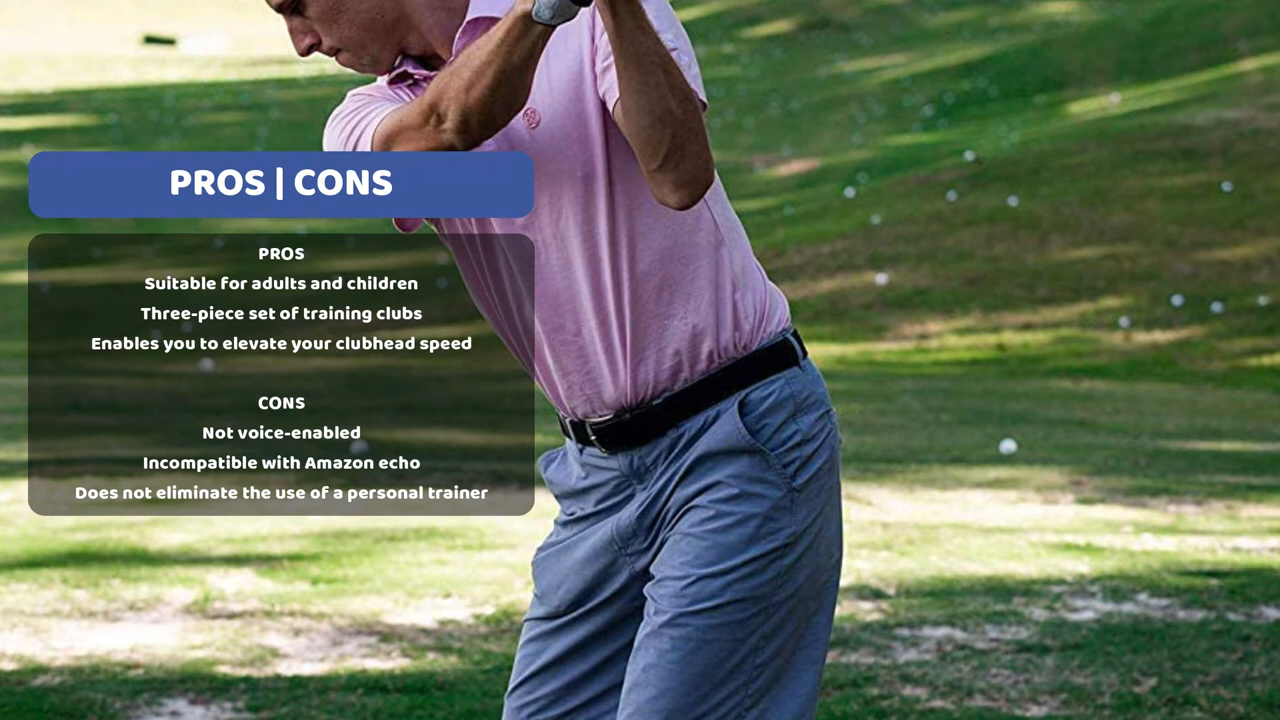 PROS | CONS
PROS
Suitable for adults and children
Three-piece set of training clubs
Enables you to elevate your clubhead speed
CONS
Not voice-enabled
Incompatible with Amazon echo
Does not eliminate the use of a personal trainer